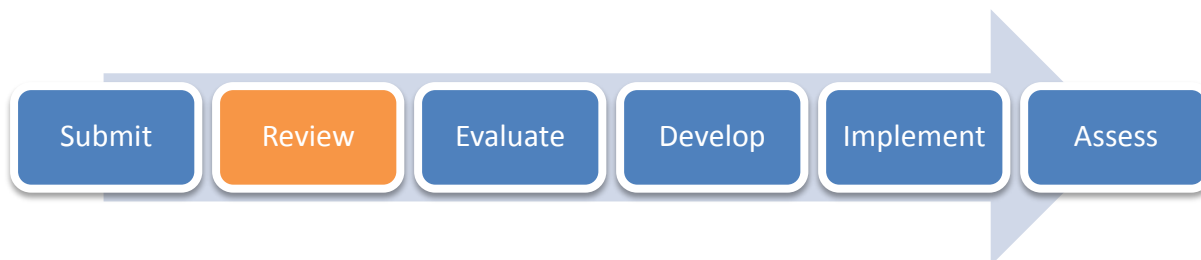 Submit
Review
Evaluate
Develop
Implement
Assess